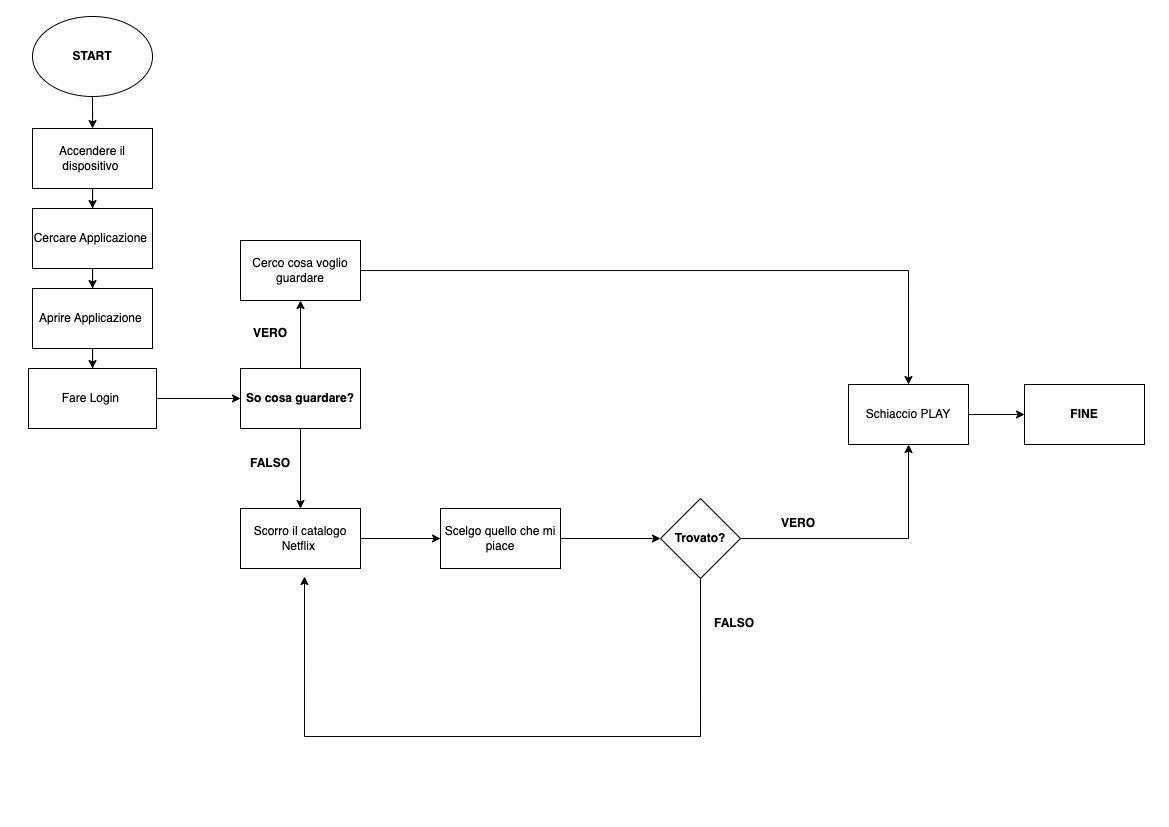 START
Accendere il
dispositivo
Cercare Applicazione
Aprire Applicazione
Fare Login
Cerco cosa voglio
guardare
VERO
So cosa guardare?
FALSO
Scorro il catalogo
Netflix
Scelgo quello che mi
piace
Trovato?
VERO
FALSO
Schiaccio PLAY
FINE